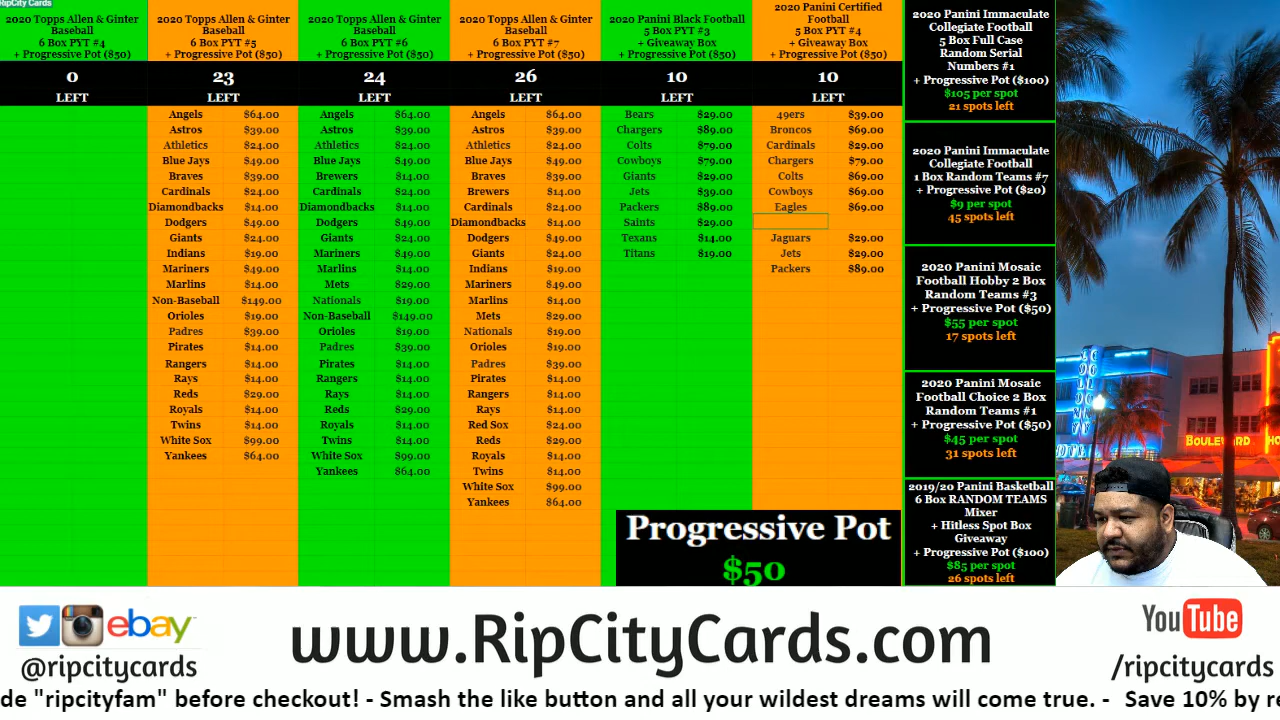 RipCity Cards
2020 Topps Allen & Ginter
Baseball
6 Box PYT #4
+ Progressive Pot ($50)
0
LEFT
2020 Topps Allen & Ginter
Baseball
6 Box PYT #5
+ Progressive Pot ($50)
23
LEFT
Angels $64.00
Astros $39.00
Athletics $24.00
Blue Jays $49.00
Braves $39.00
Cardinals $24.00
Diamondbacks $14.00
Dodgers $49.00
Giants $24.00
Indians $19.00
Mariners $49.00
Marlins $14.00
Non-Baseball $149.00
Orioles $19.00
Padres $39.00
Pirates $14.00
Rangers $14.00
Rays $14.00
Reds $29.00
Royals $14.00
Twins $14.00
White Sox $99.00
Yankees $64.00
2020 Topps Allen & Ginter
Baseball
6 Box PYT #6
+ Progressive Pot ($50)
24
LEFT
Angels $64.00
Astros $39.00
Athletics $24.00
Blue Jays $49.00
Brewers $14.00
Cardinals $24.00
Diamondbacks $14.00
Dodgers $49.00
Giants $24.00
Mariners $49.00
Marlins $14.00
Mets $29.00
Nationals $19.00
Non-Baseball $149.00
Orioles $19.00
Padres $39.00
Pirates $14.00
Rangers $14.00
Rays $14.00
Reds $29.00
Royals $14.00
Twins $14.00
White Sox $99.00
Yankees $64.00
2020 Topps Allen & Ginter
Baseball
6 Box PYT #7
+ Progressive Pot ($50)
26
LEFT
Angels $64.00
Astros $39.00
Athletics $24.00
Blue Jays $49.00
Braves $39.00
Brewers $14.00
Cardinals $24.00
Diamondbacks $14.00
Dodgers $49.00
Giants $24.00
Indians $19.00
Mariners $49.00
Marlins $14.00
Mets $29.00
Nationals $19.00
Orioles $19.00
Padres $39.00
Pirates $14.00
Rangers $14.00
Rays $14.00
Red Sox $24.00
Reds $29.00
Royals $14.00
Twins $14.00
White Sox $99.00
Yankees $64.00
2020 Panini Black Football
5 Box PYT #3
+ Giveaway Box
+ Progressive Pot ($50)
10
LEFT
Bears $29.00
Chargers $89.00
Colts $79.00
Cowboys $79.00
Giants $29.00
Jets $39.00
Packers $89.00
Saints $29.00
Texans $14.00
Titans $19.00
2020 Panini Certified
Football
5 Box PYT #4
+ Giveaway Box
+ Progressive Pot ($50)
10
LEFT
49ers $39.00
Broncos $69.00
Cardinals $29.00
Chargers $79.00
Colts $69.00
Cowboys $69.00
Eagles $69.00
Jaguars $29.00
Jets $29.00
Packers $89.00
Progressive Pot
$50
2020 Panini Immaculate
Collegiate Football
5 Box Full Case
Random Serial
Numbers #1
+ Progressive Pot ($100)
$105 per spot
21 spots left
2020 Panini Immaculate
Collegiate Football
1 Box Random Teams #7
+ Progressive Pot ($20)
$9 per spot
45 spots left
2020 Panini Mosaic
Football Hobby 2 Box
Random Teams #3
+ Progressive Pot ($50)
$55 per spot
17 spots left
2020 Panini Mosaic
Football Choice 2 Box
Random Teams #1
+ Progressive Pot ($50)
$45 per spot
31 spots left
2019/20 Panini Basketball
6 Box RANDOM TEAMS
Mixer
+ Hitless Spot Box
Giveaway
+ Progressive Pot ($100)
$85 per spot
26 spots left
COLONY
BOULEVARD HO
ebay
@ripcitycards
www.RipCityCards.com
YouTube
/ripcitycards
de "ripcityfam" before checkout! - Smash the like button and all your wildest dreams will come true. - Save 10% by re